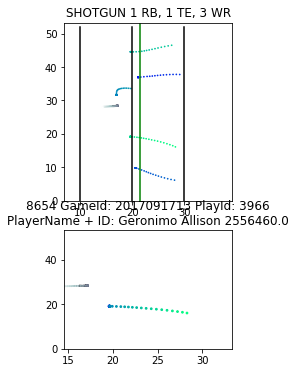 SHOTGUN 1 RB, 1 TE, 3 WR
50
40
30
20
10
0
10 20 30
8654 GameId: 2017091713 PlayId: 3966
PlayerName + ID: Geronimo Allison 2556460.0
40
20
0
15 20 25 30